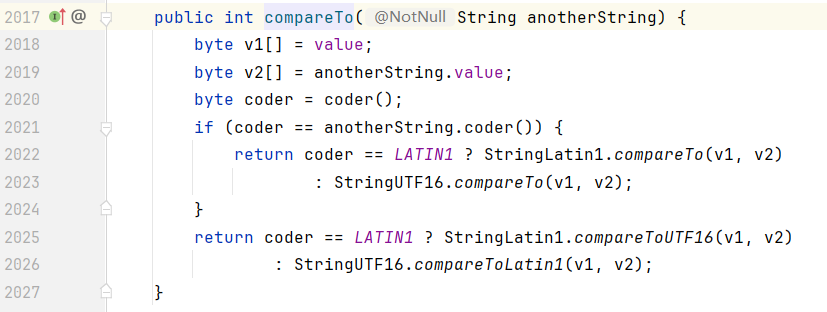 2017 @ public int compareTo( @NotNull String anotherString) {
2018 byte v1[] = value;
2019 byte v2[] = anotherString.value;
2020 byte coder = coder();
2021 if (coder == anotherString.coder()) {
2022 return coder == LATIN1 ? StringLatin1.compareTo(v1, v2)
2023 : StringUTF16.compareTo(v1, v2);
2024 }
2025 return coder == LATIN1 ? StringLatin1.compareToUTF16(v1, v2)
2026 : StringUTF16.compareToLatin1(v1, v2);
2027 }